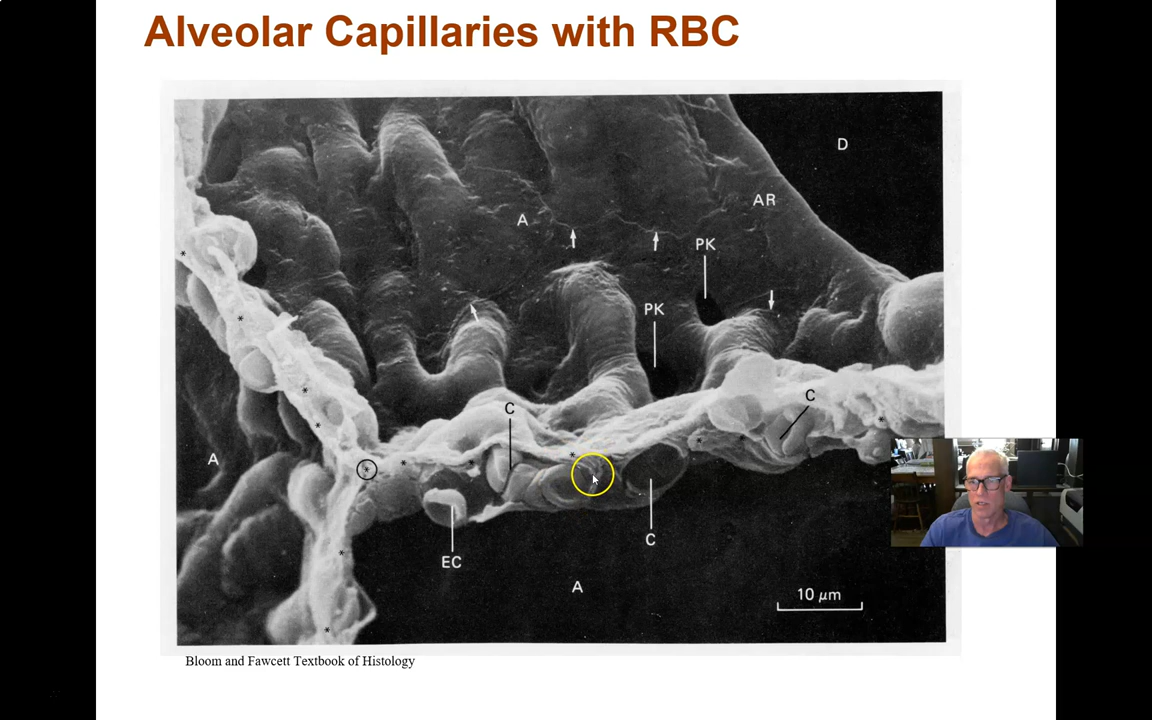 Alveolar Capillaries with RBC
D
AR
A
PK
PK
C
C
A
C
EC
A
10 μm
Bloom and Fawcett Textbook of Histology